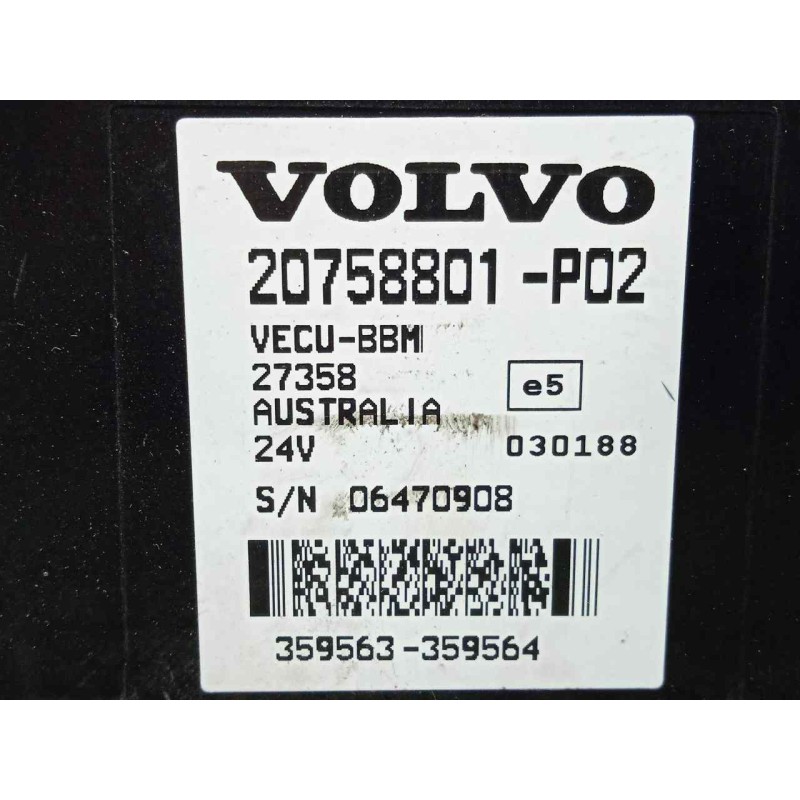 VOLVO
20758801-P02
VECU-BBM
27358
e5
AUSTRALIA
24V
030188
S/N 06470908
359563-359564